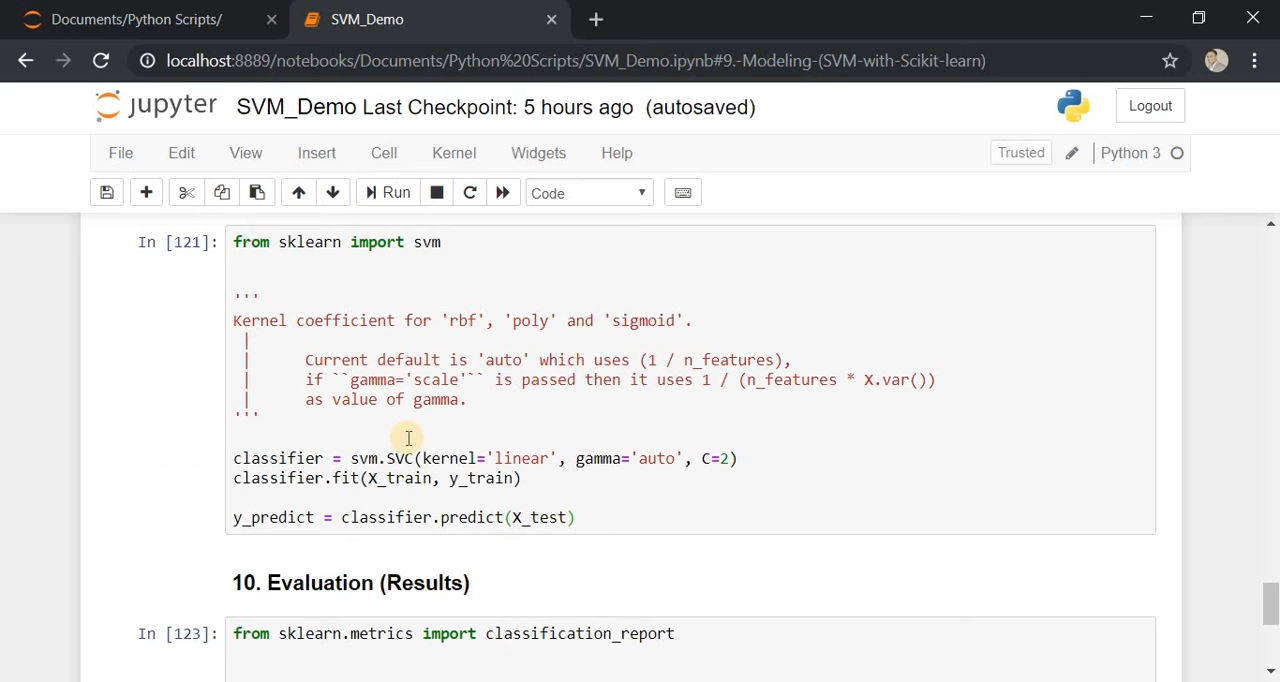 Documents/Python Scripts/
SVM_Demo
localhost:8889/notebooks/Documents/Python%20Scripts/SVM_Demo.ipynb#9.-Modeling-(SVM-with-Scikit-learn)
jupyter SVM_Demo Last Checkpoint: 5 hours ago (autosaved) Logout
File Edit View Insert Cell Kernel Widgets Help Trusted Python 3
Run Code
In [121]: from sklearn import svm
'''
Kernel coefficient for 'rbf', 'poly' and 'sigmoid'.
|
| Current default is 'auto' which uses (1 / n_features),
| if ``gamma='scale'`` is passed then it uses 1 / (n_features * X.var())
| as value of gamma.
'''
classifier = svm.SVC(kernel='linear', gamma='auto', C=2)
classifier.fit(X_train, y_train)
y_predict = classifier.predict(X_test)
10. Evaluation (Results)
In [123]: from sklearn.metrics import classification_report